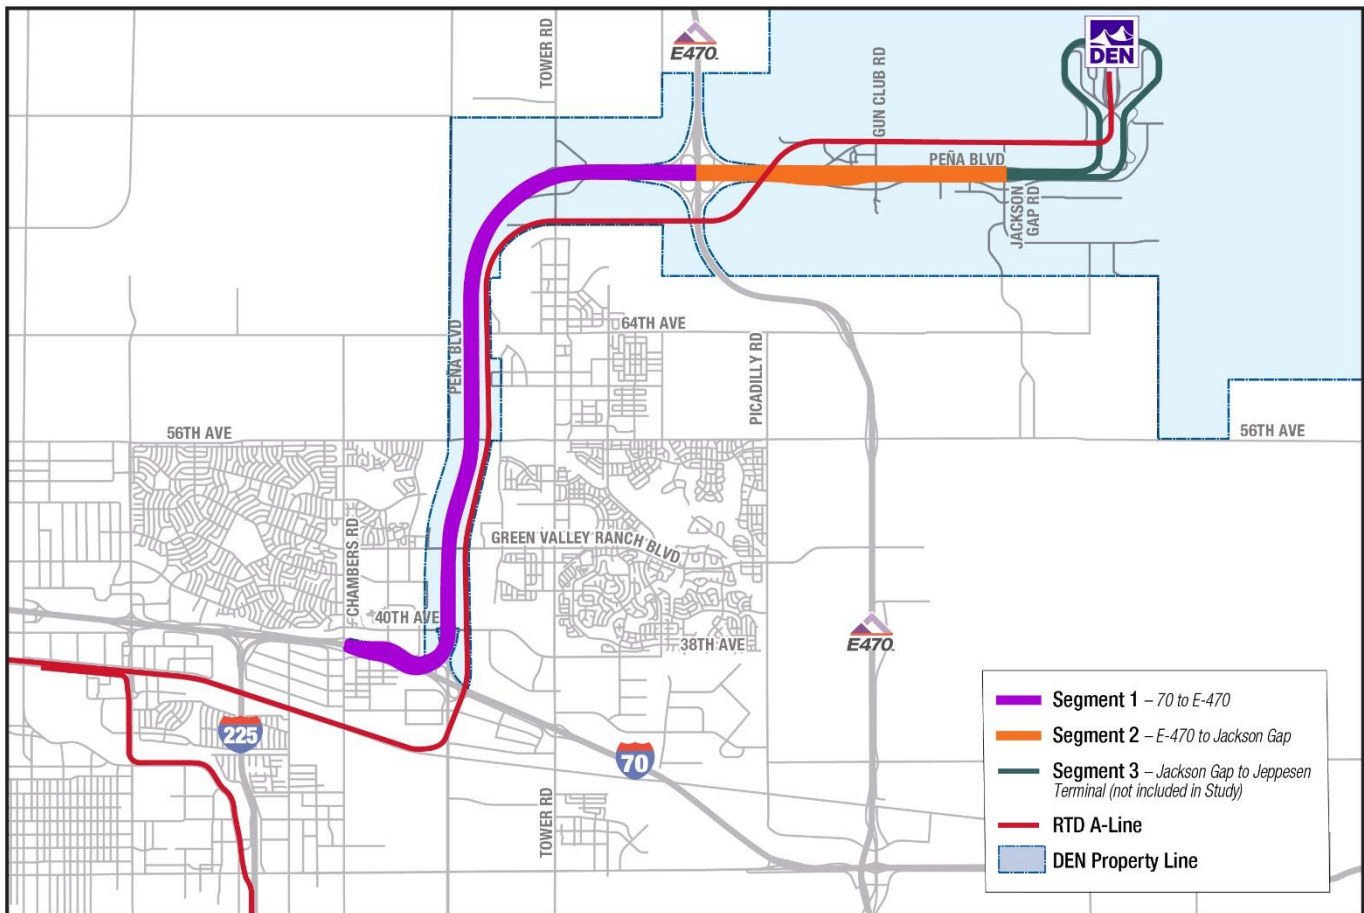 TOWER RD
E470
GUN CLUB RD
DEN
PEÑA BLVD
JACKSON
GAP RD
64TH AVE
PEÑA BLVD
PICADILLY RD
56TH AVE
56TH AVE
CHAMBERS RD
GREEN VALLEY RANCH BLVD
40TH AVE
38TH AVE
E470
225
70
TOWER RD
Segment 1 – 70 to E-470
Segment 2 – E-470 to Jackson Gap
Segment 3 – Jackson Gap to Jeppesen
Terminal (not included in Study)
RTD A-Line
DEN Property Line